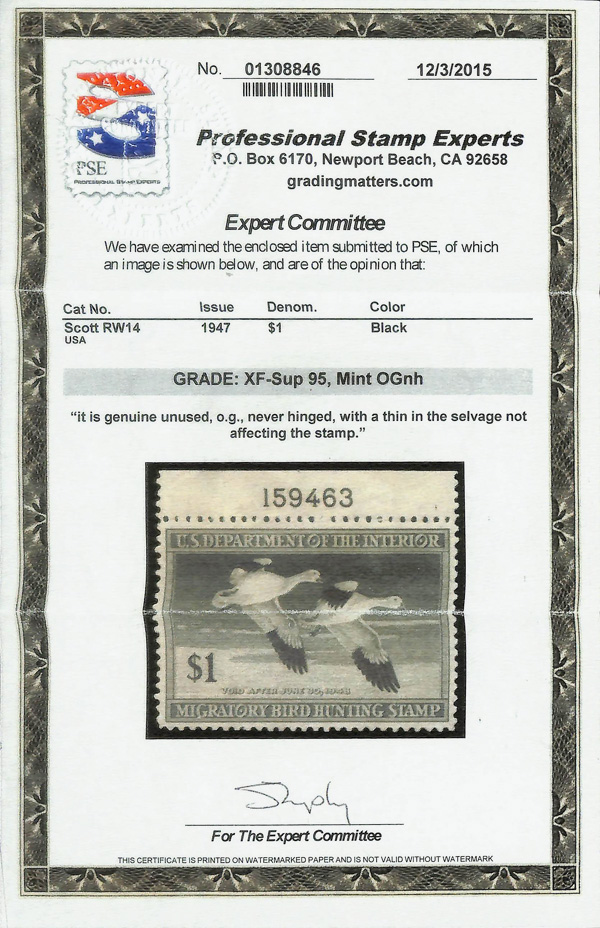 No. 01308846 12/3/2015
PSE
PROFESSIONAL STAMP EXPERTS
Professional Stamp Experts
P.O. Box 6170, Newport Beach, CA 92658
gradingmatters.com
Expert Committee
We have examined the enclosed item submitted to PSE, of which
an image is shown below, and are of the opinion that:
Cat No. Issue Denom. Color
Scott RW14 1947 $1 Black
USA
GRADE: XF-Sup 95, Mint OGnh
“it is genuine unused, o.g., never hinged, with a thin in the selvage not
affecting the stamp.”
159463
U.S. DEPARTMENT OF THE INTERIOR
$1
VOID AFTER JUNE 30, 1948
MIGRATORY BIRD HUNTING STAMP
For The Expert Committee
THIS CERTIFICATE IS PRINTED ON WATERMARKED PAPER AND IS NOT VALID WITHOUT WATERMARK